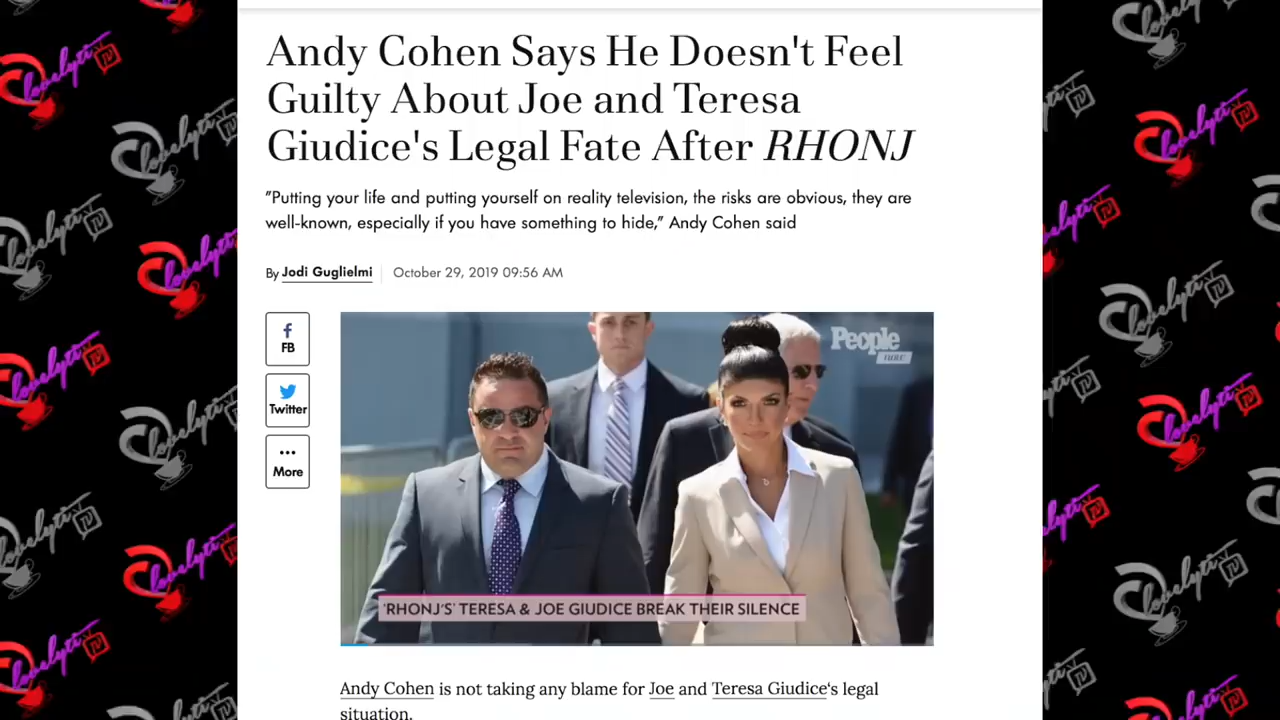 Andy Cohen Says He Doesn't Feel
Guilty About Joe and Teresa
Giudice's Legal Fate After RHONJ
"Putting your life and putting yourself on reality television, the risks are obvious, they are
well-known, especially if you have something to hide," Andy Cohen said
By Jodi Guglielmi October 29, 2019 09:56 AM
FB
Twitter
More
People
now
'RHONJ'S' TERESA & JOE GIUDICE BREAK THEIR SILENCE
Andy Cohen is not taking any blame for Joe and Teresa Giudice's legal
situation.
lovelyti TV